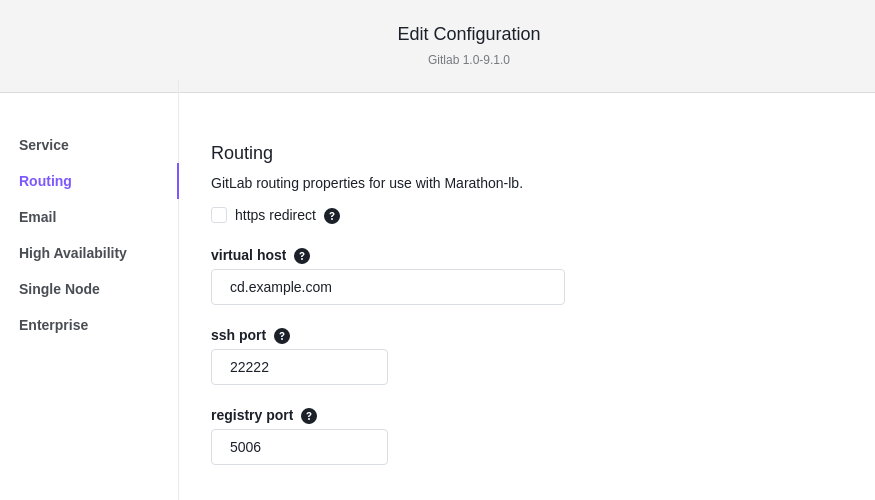 Edit Configuration
Gitlab 1.0-9.1.0
Service
Routing
Email
High Availability
Single Node
Enterprise
Routing
GitLab routing properties for use with Marathon-lb.
https redirect ?
virtual host ?
cd.example.com
ssh port ?
22222
registry port ?
5006